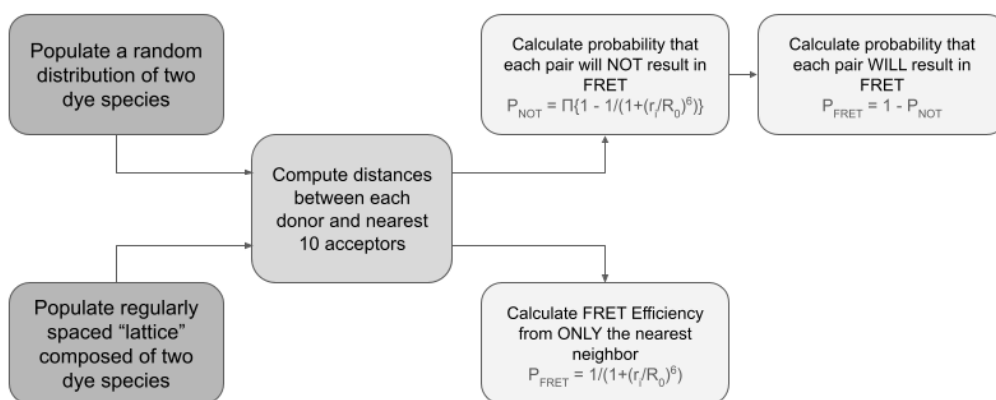 Populate a random
distribution of two
dye species
Populate regularly
spaced “lattice”
composed of two
dye species
Compute distances
between each
donor and nearest
10 acceptors
Calculate probability that
each pair will NOT result in
FRET
P_NOT = Π{1 - 1/(1+(r_i/R_0)^6)}
Calculate probability that
each pair WILL result in
FRET
P_FRET = 1 - P_NOT
Calculate FRET Efficiency
from ONLY the nearest
neighbor
P_FRET = 1/(1+(r_i/R_0)^6)